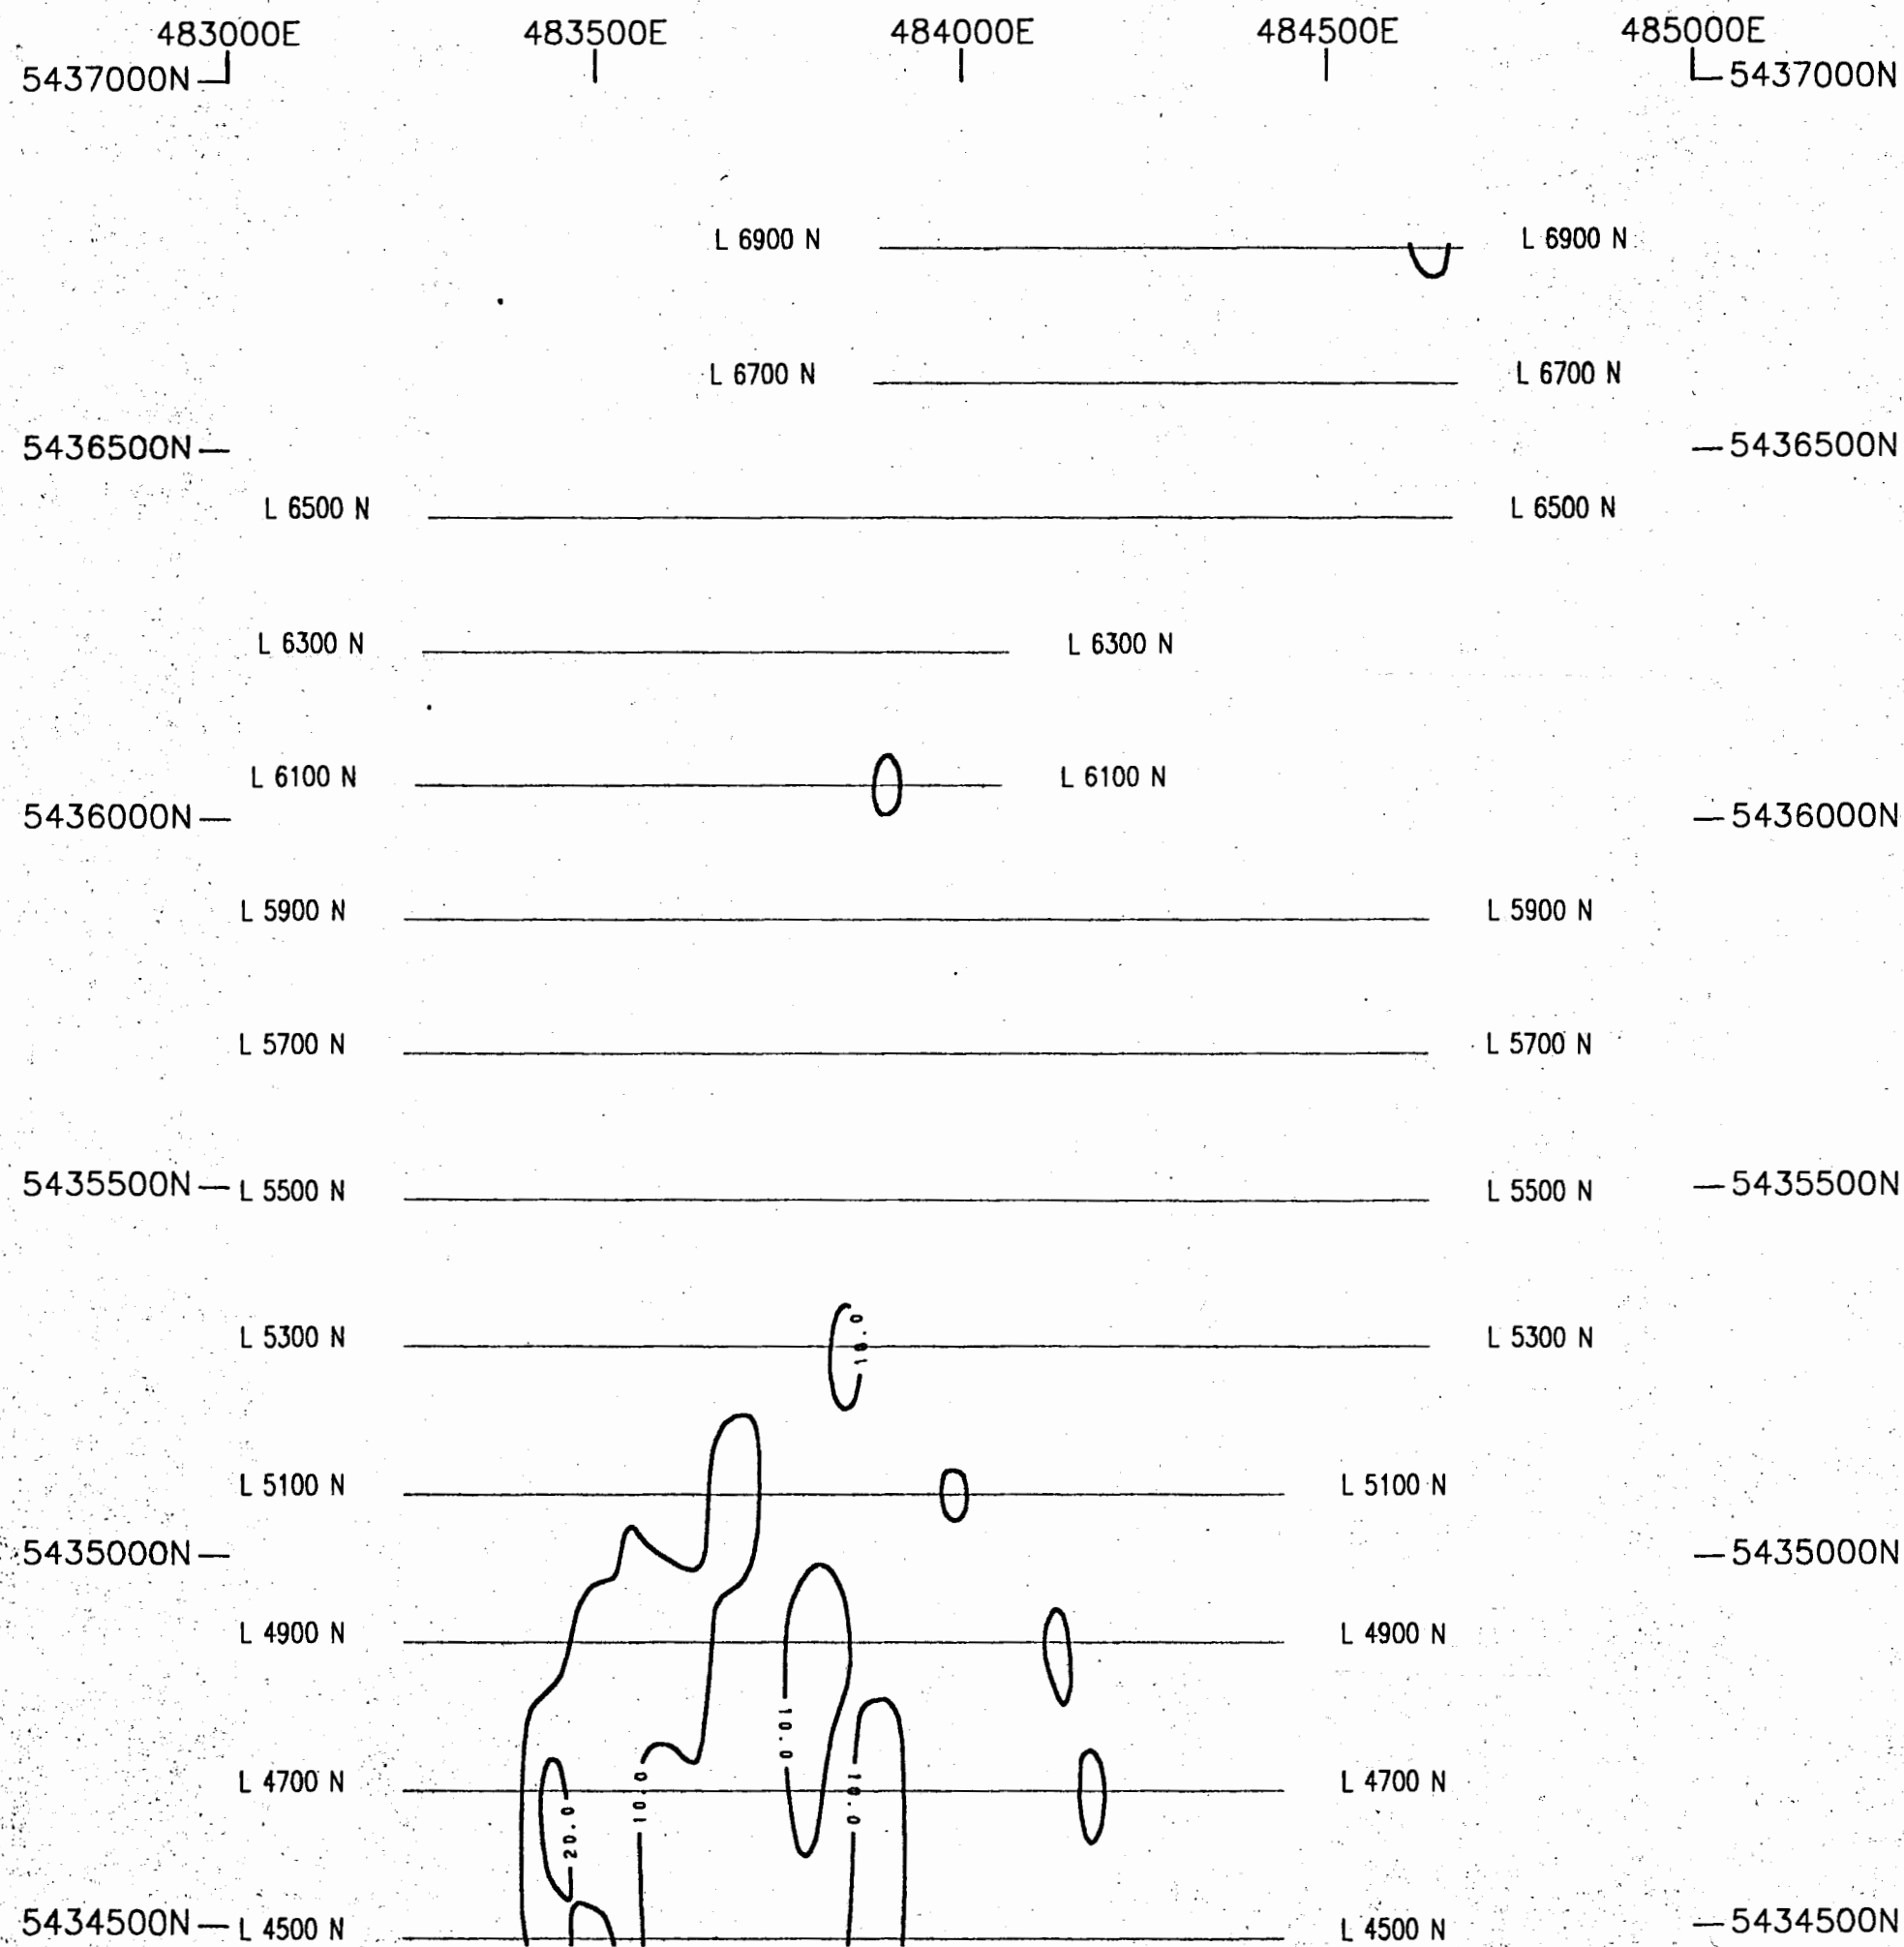 483000E 483500E 484000E 484500E 485000E
5437000N 5437000N
L 6900 N L 6900 N
L 6700 N L 6700 N
5436500N 5436500N
L 6500 N L 6500 N
L 6300 N L 6300 N
L 6100 N L 6100 N
5436000N 5436000N
L 5900 N L 5900 N
L 5700 N L 5700 N
5435500N L 5500 N L 5500 N 5435500N
10.0
L 5300 N L 5300 N
L 5100 N L 5100 N
5435000N 5435000N
L 4900 N L 4900 N
10.0
L 4700 N L 4700 N
10.0
10.0
20.0
5434500N L 4500 N L 4500 N 5434500N